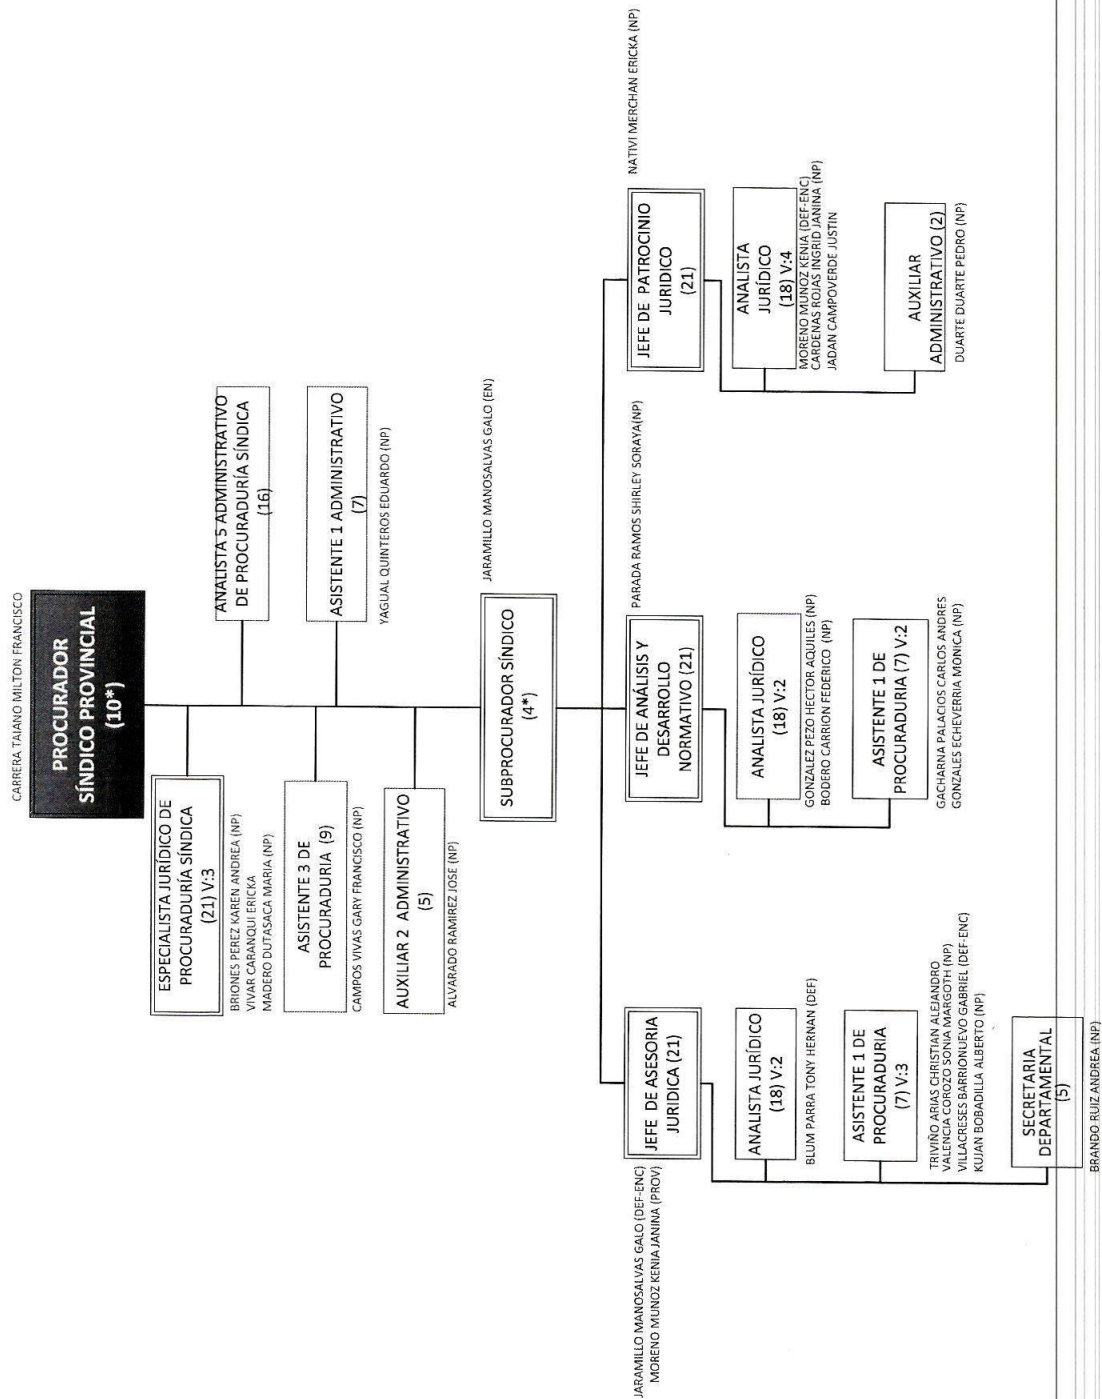 CARRERA TAIANO MILTON FRANCISCO
PROCURADOR
SÍNDICO PROVINCIAL
(10*)
ESPECIALISTA JURÍDICO DE
PROCURADURÍA SÍNDICA
(21) V:3
BRIONES PEREZ KAREN ANDREA (NP)
VIVAR CARANQUI ERICKA
MADERO DUTASACA MARIA (NP)
ANALISTA 5 ADMINISTRATIVO
DE PROCURADURÍA SÍNDICA
(16)
ASISTENTE 3 DE
PROCURADURIA (9)
CAMPOS VIVAS GARY FRANCISCO (NP)
ASISTENTE 1 ADMINISTRATIVO
(7)
YAGUAL QUINTEROS EDUARDO (NP)
AUXILIAR 2 ADMINISTRATIVO
(5)
ALVARADO RAMIREZ JOSE (NP)
SUBPROCURADOR SÍNDICO
(4*)
JARAMILLO MANOSALVAS GALO (EN)
JARAMILLO MANOSALVAS GALO (DEF-ENC)
MORENO MUNOZ KENIA JANINA (PROV)
JEFE DE ASESORIA
JURIDICA (21)
ANALISTA JURÍDICO
(18) V:2
BLUM PARRA TONY HERNAN (DEF)
ASISTENTE 1 DE
PROCURADURIA
(7) V:3
TRIVIÑO ARIAS CHRISTIAN ALEJANDRO
VALENCIA COROZO SONIA MARGOTH (NP)
VILLACRESES BARRIONUEVO GABRIEL (DEF-ENC)
KUJAN BOBADILLA ALBERTO (NP)
SECRETARIA
DEPARTAMENTAL
(5)
BRANDO RUIZ ANDREA (NP)
PARADA RAMOS SHIRLEY SORAYA(NP)
JEFE DE ANÁLISIS Y
DESARROLLO
NORMATIVO (21)
ANALISTA JURÍDICO
(18) V:2
GONZALEZ PEZO HECTOR AQUILES (NP)
BODERO CARRION FEDERICO (NP)
ASISTENTE 1 DE
PROCURADURIA (7) V:2
GACHARNA PALACIOS CARLOS ANDRES
GONZALES ECHEVERRIA MONICA (NP)
NATIVI MERCHAN ERICKA (NP)
JEFE DE PATROCINIO
JURIDICO
(21)
ANALISTA
JURÍDICO
(18) V:4
MORENO MUNOZ KENIA (DEF-ENC)
CARDENAS ROJAS INGRID JANINA (NP)
JADAN CAMPOVERDE JUSTIN
AUXILIAR
ADMINISTRATIVO (2)
DUARTE DUARTE PEDRO (NP)